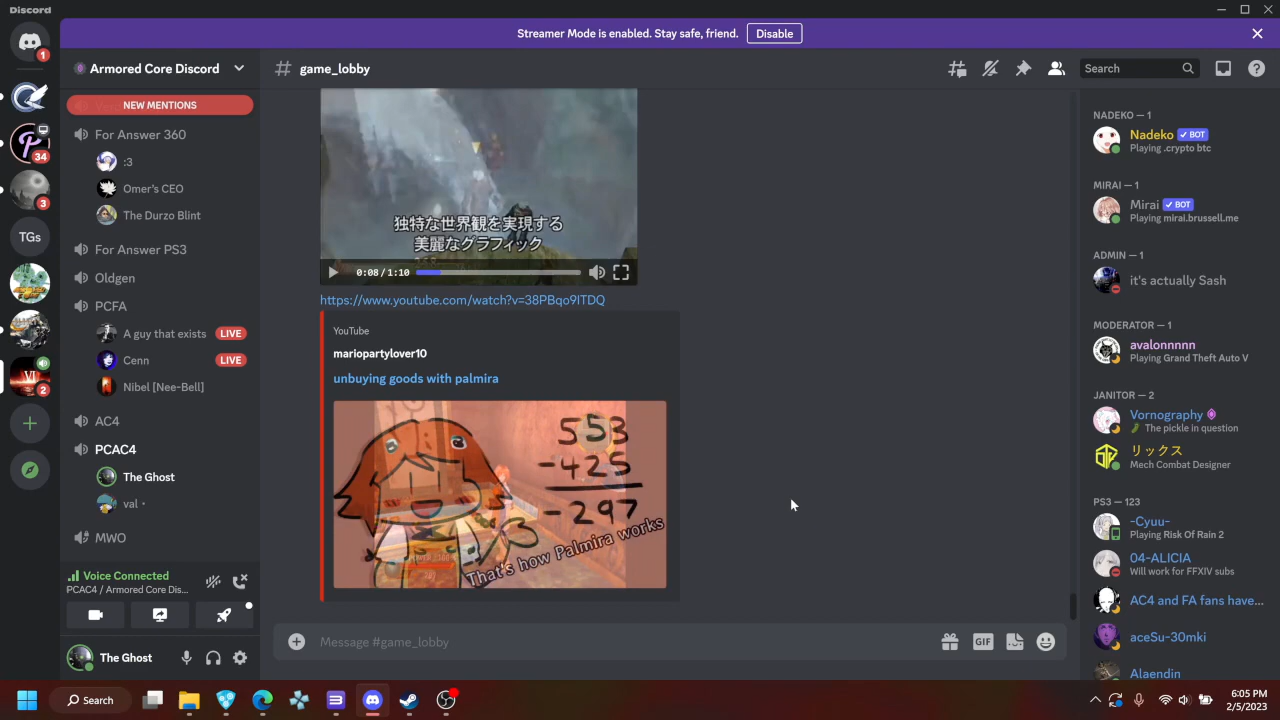 Discord
Streamer Mode is enabled. Stay safe, friend.
Disable
1
34
3
TGs
2
Armored Core Discord
NEW MENTIONS
For Answer 360
:3
Omer's CEO
The Durzo Blint
For Answer PS3
Oldgen
PCFA
A guy that exists
LIVE
Cenn
LIVE
Nibel [Nee-Bell]
AC4
PCAC4
The Ghost
val •
MWO
Voice Connected
PCAC4 / Armored Core Dis...
The Ghost
game_lobby
Search
独特な世界観を実現する
美麗なグラフィック
0:08/1:10
https://www.youtube.com/watch?v=38PBqo9ITDQ
YouTube
mariopartylover10
unbuying goods with palmira
553
-425
-297
That's how Palmira works
Message #game_lobby
GIF
NADEKO — 1
Nadeko
BOT
Playing .crypto btc
MIRAI — 1
Mirai
BOT
Playing mirai.brussell.me
ADMIN — 1
it's actually Sash
MODERATOR — 1
avalonnnnn
Playing Grand Theft Auto V
JANITOR — 2
Vornography
The pickle in question
リックス
Mech Combat Designer
PS3 — 123
-Cyuu-
Playing Risk Of Rain 2
04-ALICIA
Will work for FFXIV subs
AC4 and FA fans have...
aceSu-30mki
Alaendin
Search
6:05 PM
2/5/2023